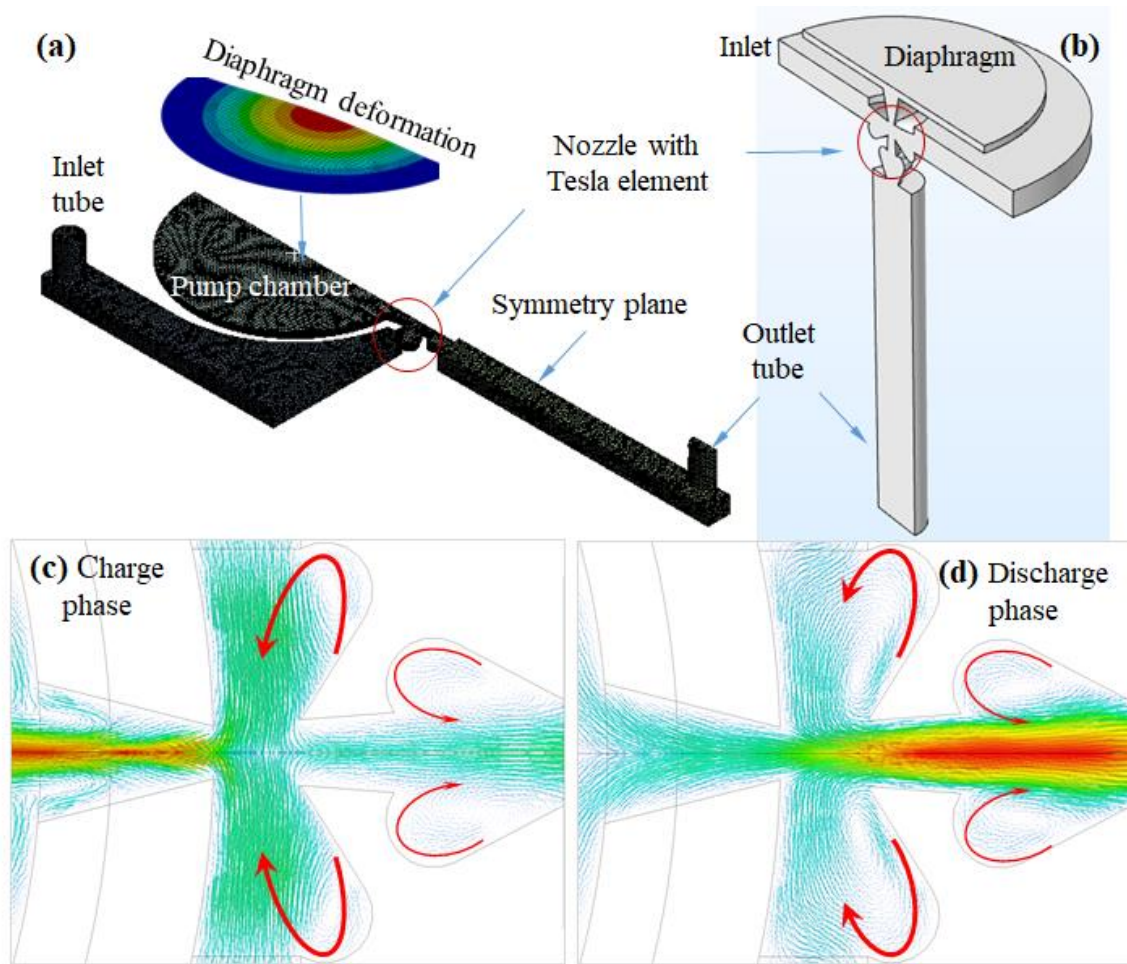 (a)
Diaphragm deformation
Inlet
tube
Pump chamber
Nozzle with
Tesla element
Symmetry plane
Outlet
tube
(b)
Inlet
Diaphragm
(c) Charge
phase
(d) Discharge
phase